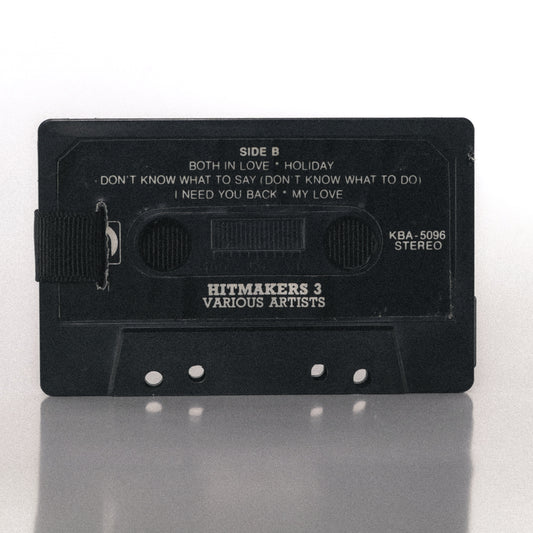 SIDE B
BOTH IN LOVE * HOLIDAY
DON'T KNOW WHAT TO SAY (DON'T KNOW WHAT TO DO)
I NEED YOU BACK * MY LOVE
KBA-5096
STEREO
HITMAKERS 3
VARIOUS ARTISTS